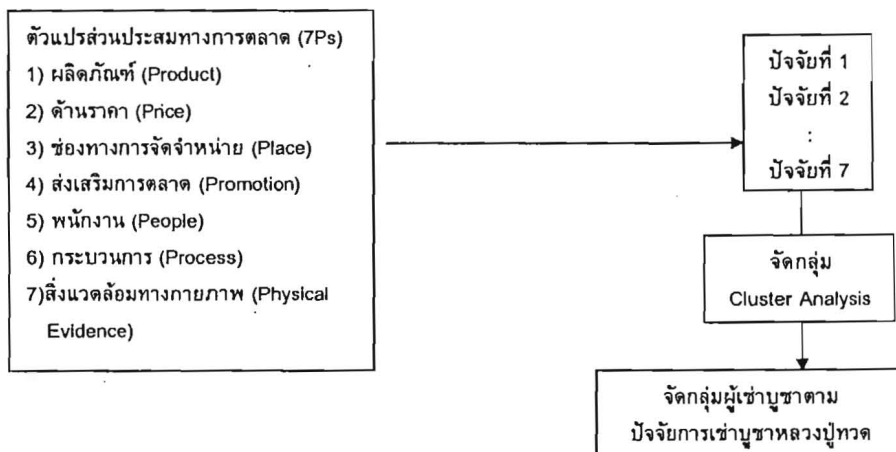 ตัวแปรส่วนประสมทางการตลาด (7Ps)
1) ผลิตภัณฑ์ (Product)
2) ด้านราคา (Price)
3) ช่องทางการจัดจำหน่าย (Place)
4) ส่งเสริมการตลาด (Promotion)
5) พนักงาน (People)
6) กระบวนการ (Process)
7)สิ่งแวดล้อมทางกายภาพ (Physical
Evidence)
ปัจจัยที่ 1
ปัจจัยที่ 2
:
ปัจจัยที่ 7
จัดกลุ่ม
Cluster Analysis
จัดกลุ่มผู้เช่าบูชาตาม
ปัจจัยการเช่าบูชาหลวงปู่ทวด